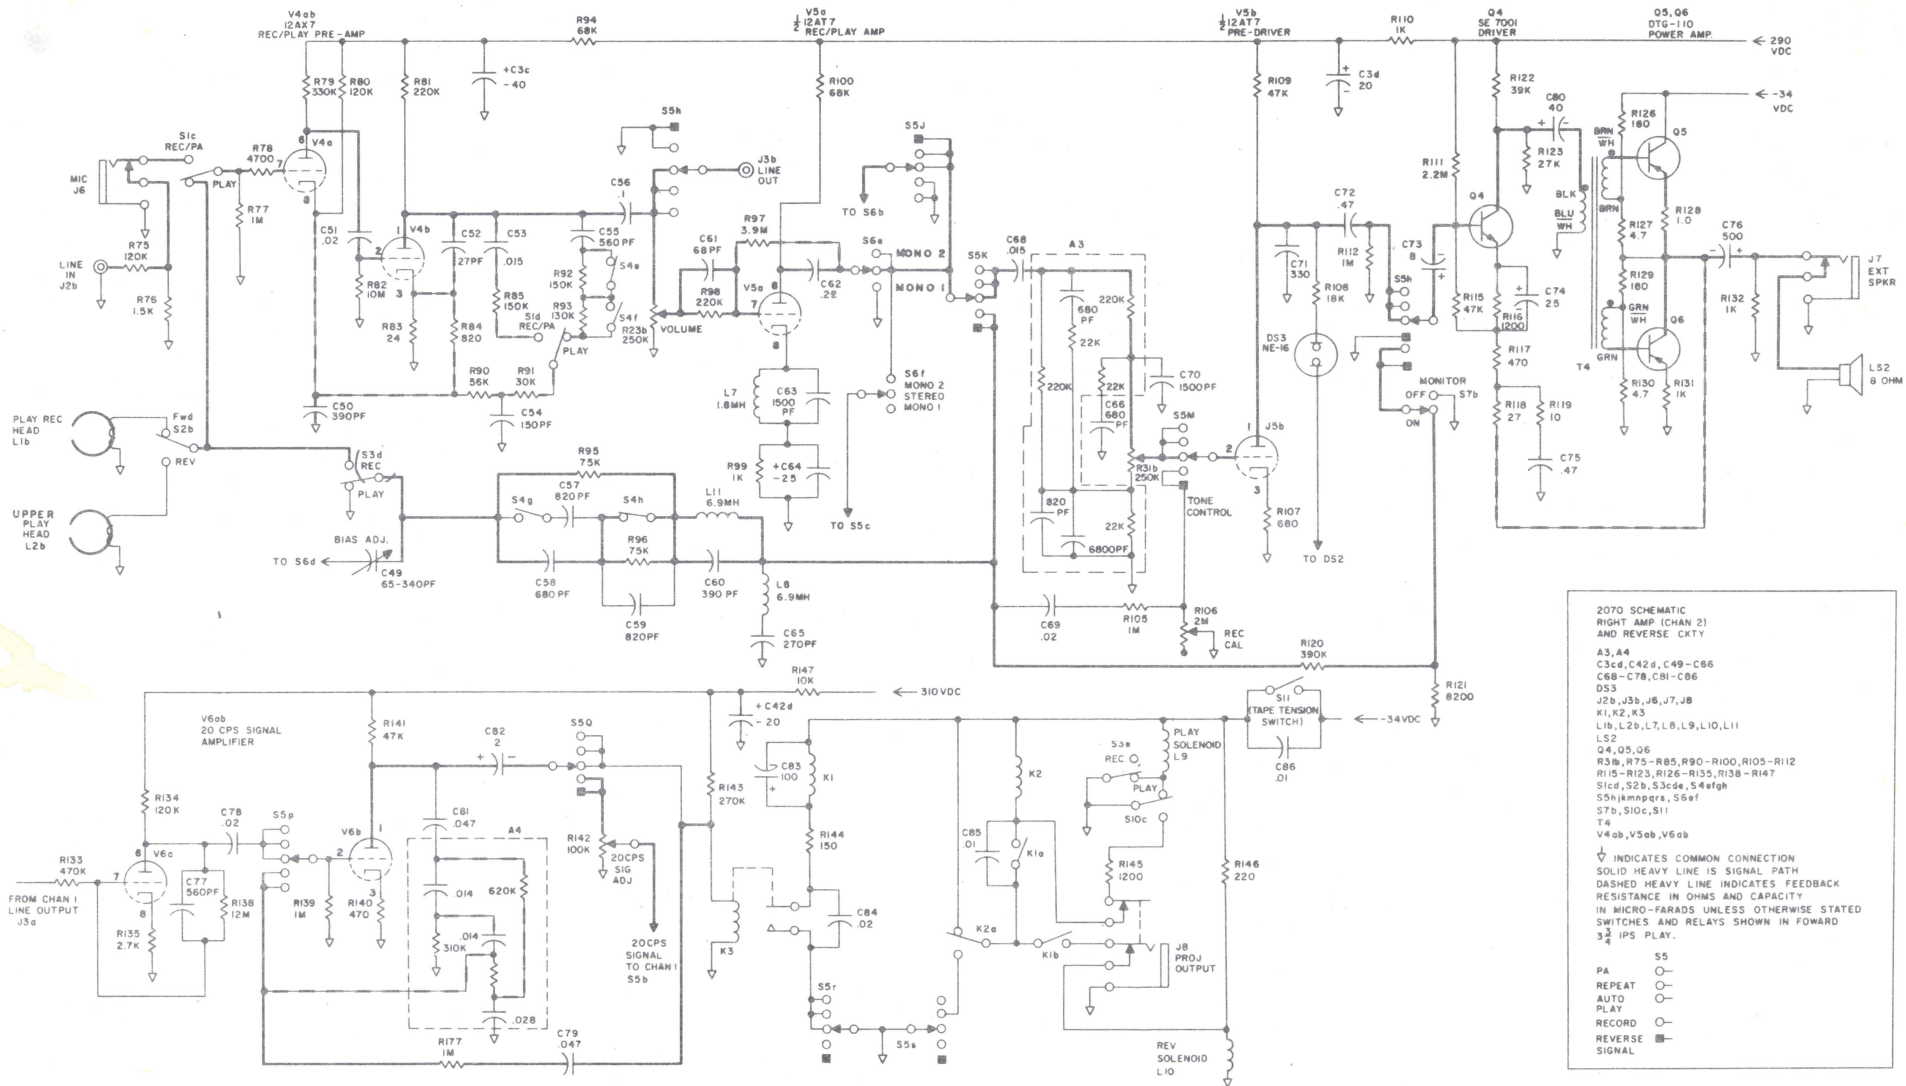 V4ab
12AX7
REC/PLAY PRE-AMP
R94
68K
V5a
½ 12AT7
REC/PLAY AMP
V5b
½ 12AT7
PRE-DRIVER
R110
1K
Q4
SE 7001
DRIVER
Q5,Q6
DTG-110
POWER AMP.
290
VDC
-34
VDC
R79
330K
R80
120K
R81
220K
+C3c
-40
R100
68K
R109
47K
+
C3d
20
-
R122
39K
C80
40
+ -
R123
27K
R126
180
Q5
BRN
WH
BRN
BLK
BLU
WH
R127
4.7
R128
1.0
R129
180
GRN
WH
GRN
T4
Q6
R130
4.7
R131
1K
C76
500
- +
R132
1K
J7
EXT
SPKR
LS2
8 OHM
S1c
REC/PA
MIC
J6
PLAY
R78
4700
6
7
8
V4a
R77
1M
R75
120K
LINE
IN
J2b
R76
1.5K
C51
.02
1
2
3
V4b
R82
10M
R83
24
R84
820
C52
27PF
C53
.015
R85
150K
S1d
REC/PA
PLAY
C55
560PF
R92
150K
R93
130K
S4e
S4f
R23b
250K
VOLUME
C56
.1
S5h
J3b
LINE
OUT
C61
68PF
R98
220K
R97
3.9M
V5a
6
7
8
C62
.22
S6e
MONO 2
MONO 1
S5J
TO S6b
S5K
C68
.015
A3
680
PF
22K
220K
220K
22K
C66
680
PF
C70
1500PF
820
PF
22K
6800PF
R31b
250K
S5M
TONE
CONTROL
J5b
1
2
3
R107
680
C71
330
R108
18K
DS3
NE-16
TO DS2
C72
.47
R112
1M
S5h
C73
8
+
R111
2.2M
Q4
R115
47K
R116
1200
C74
25
+
-
R117
470
R118
27
R119
10
C75
.47
MONITOR
OFF S7b
ON
R90
56K
R91
30K
C54
150PF
C50
390PF
L7
1.8MH
C63
1500
PF
R99
1K
+C64
-25
S6f
MONO 2
STEREO
MONO 1
TO S5c
PLAY REC
HEAD
L1b
Fwd
S2b
REV
UPPER
PLAY
HEAD
L2b
S3d
REC
PLAY
BIAS ADJ.
TO S6d
C49
65-340PF
R95
75K
S4g
C57
820PF
S4h
L11
6.9MH
C58
680PF
R96
75K
C59
820PF
C60
390PF
L8
6.9MH
C65
270PF
C69
.02
R105
1M
R106
2M
REC
CAL
R120
390K
R121
8200
V6ab
20 CPS SIGNAL
AMPLIFIER
R147
10K
310VDC
+ C42d
- 20
R141
47K
C82
2
+ -
S5Q
R134
120K
C78
.02
S5p
6
7
8
V6a
R133
470K
FROM CHAN 1
LINE OUTPUT
J3a
R135
2.7K
C77
560PF
R138
12M
R139
1M
V6b
1
2
3
R140
470
C81
.047
A4
.014
620K
310K
.014
.028
R142
100K
20CPS
SIG
ADJ
20CPS
SIGNAL
TO CHAN 1
S5b
R143
270K
R177
1M
C79
.047
K3
C83
100
+
K1
R144
150
C84
.02
S5r
S5s
K2a
K2
C85
.01
K1a
K1b
S3e
REC
PLAY
S10c
PLAY
SOLENOID
L9
R145
1200
R146
220
J8
PROJ
OUTPUT
REV
SOLENOID
L10
S11
(TAPE TENSION
SWITCH)
-34VDC
C86
.01
2070 SCHEMATIC
RIGHT AMP (CHAN 2)
AND REVERSE CKTY
A3,A4
C3cd,C42d,C49-C66
C68-C78,C81-C86
DS3
J2b,J3b,J6,J7,J8
K1,K2,K3
L1b,L2b,L7,L8,L9,L10,L11
LS2
Q4,Q5,Q6
R31b,R75-R85,R90-R100,R105-R112
R115-R123,R126-R135,R138-R147
S1cd,S2b,S3cde,S4efgh
S5hjkmnpqrs,S6ef
S7b,S10c,S11
T4
V4ab,V5ab,V6ab
INDICATES COMMON CONNECTION
SOLID HEAVY LINE IS SIGNAL PATH
DASHED HEAVY LINE INDICATES FEEDBACK
RESISTANCE IN OHMS AND CAPACITY
IN MICRO-FARADS UNLESS OTHERWISE STATED
SWITCHES AND RELAYS SHOWN IN FOWARD
3¾ IPS PLAY.
S5
PA
REPEAT
AUTO
PLAY
RECORD
REVERSE
SIGNAL